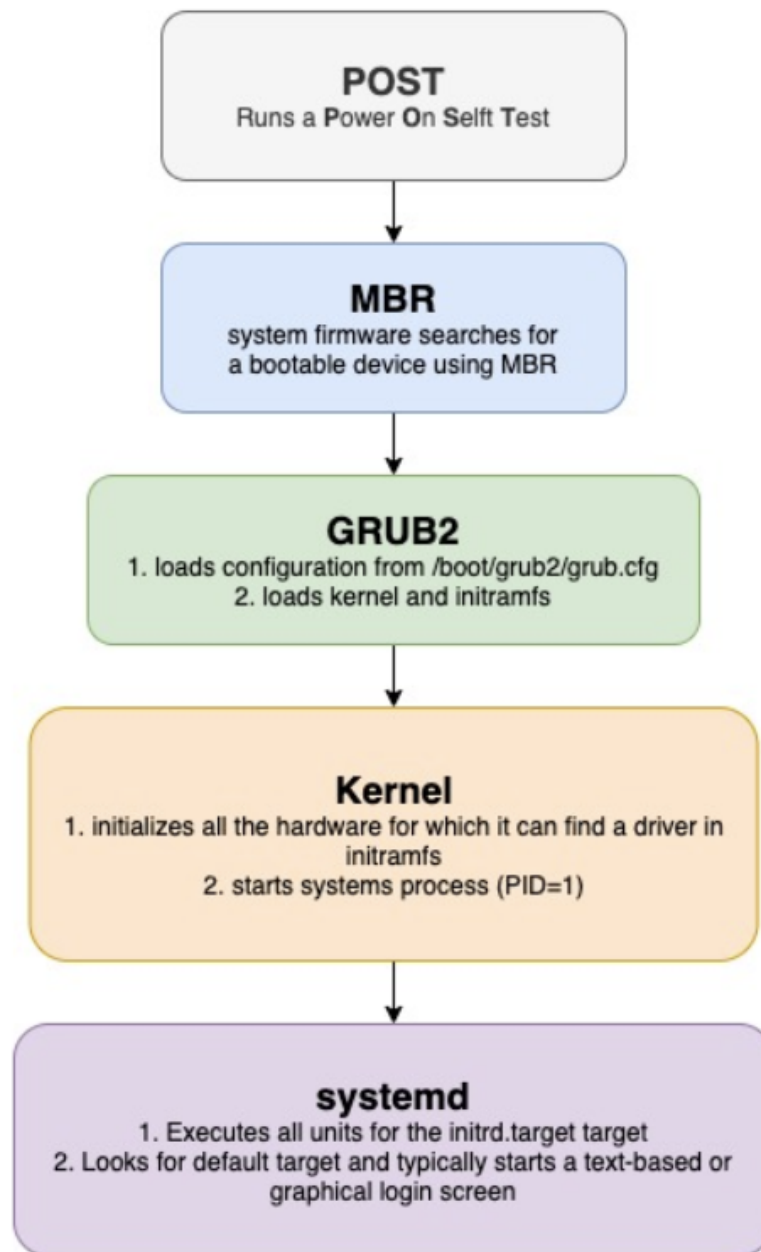 POST
Runs a Power On Selft Test
MBR
system firmware searches for
a bootable device using MBR
GRUB2
1. loads configuration from /boot/grub2/grub.cfg
2. loads kernel and initramfs
Kernel
1. initializes all the hardware for which it can find a driver in
initramfs
2. starts systems process (PID=1)
systemd
1. Executes all units for the initrd.target target
2. Looks for default target and typically starts a text-based or
graphical login screen